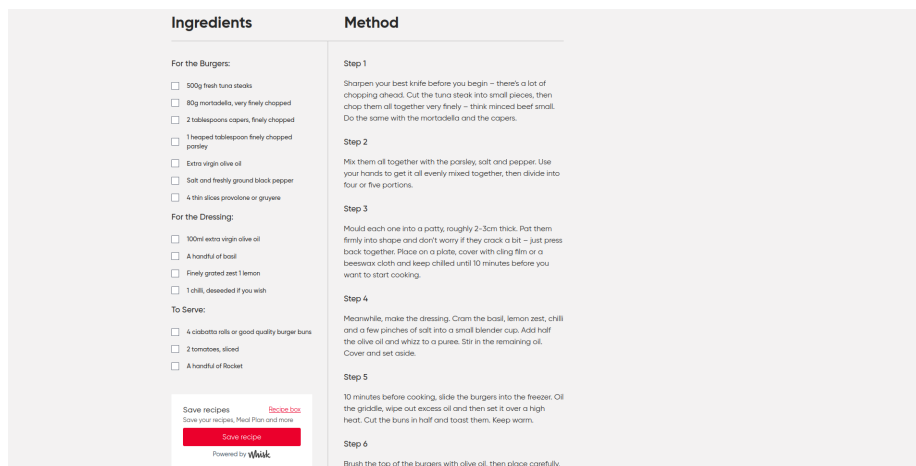 Ingredients
For the Burgers:
500g fresh tuna steaks
80g mortadella, very finely chopped
2 tablespoons capers, finely chopped
1 heaped tablespoon finely chopped
parsley
Extra virgin olive oil
Salt and freshly ground black pepper
4 thin slices provolone or gruyere
For the Dressing:
100ml extra virgin olive oil
A handful of basil
Finely grated zest 1 lemon
1 chilli, deseeded if you wish
To Serve:
4 ciabatta rolls or good quality burger buns
2 tomatoes, sliced
A handful of Rocket
Save recipes
Recipe box
Save your recipes, Meal Plan and more
Save recipe
Powered by Whisk
Method
Step 1
Sharpen your best knife before you begin – there's a lot of
chopping ahead. Cut the tuna steak into small pieces, then
chop them all together very finely – think minced beef small.
Do the same with the mortadella and the capers.
Step 2
Mix them all together with the parsley, salt and pepper. Use
your hands to get it all evenly mixed together, then divide into
four or five portions.
Step 3
Mould each one into a patty, roughly 2-3cm thick. Pat them
firmly into shape and don't worry if they crack a bit – just press
back together. Place on a plate, cover with cling film or a
beeswax cloth and keep chilled until 10 minutes before you
want to start cooking.
Step 4
Meanwhile, make the dressing. Cram the basil, lemon zest, chilli
and a few pinches of salt into a small blender cup. Add half
the olive oil and whizz to a puree. Stir in the remaining oil.
Cover and set aside.
Step 5
10 minutes before cooking, slide the burgers into the freezer. Oil
the griddle, wipe out excess oil and then set it over a high
heat. Cut the buns in half and toast them. Keep warm.
Step 6
Brush the top of the burgers with olive oil, then place carefully,